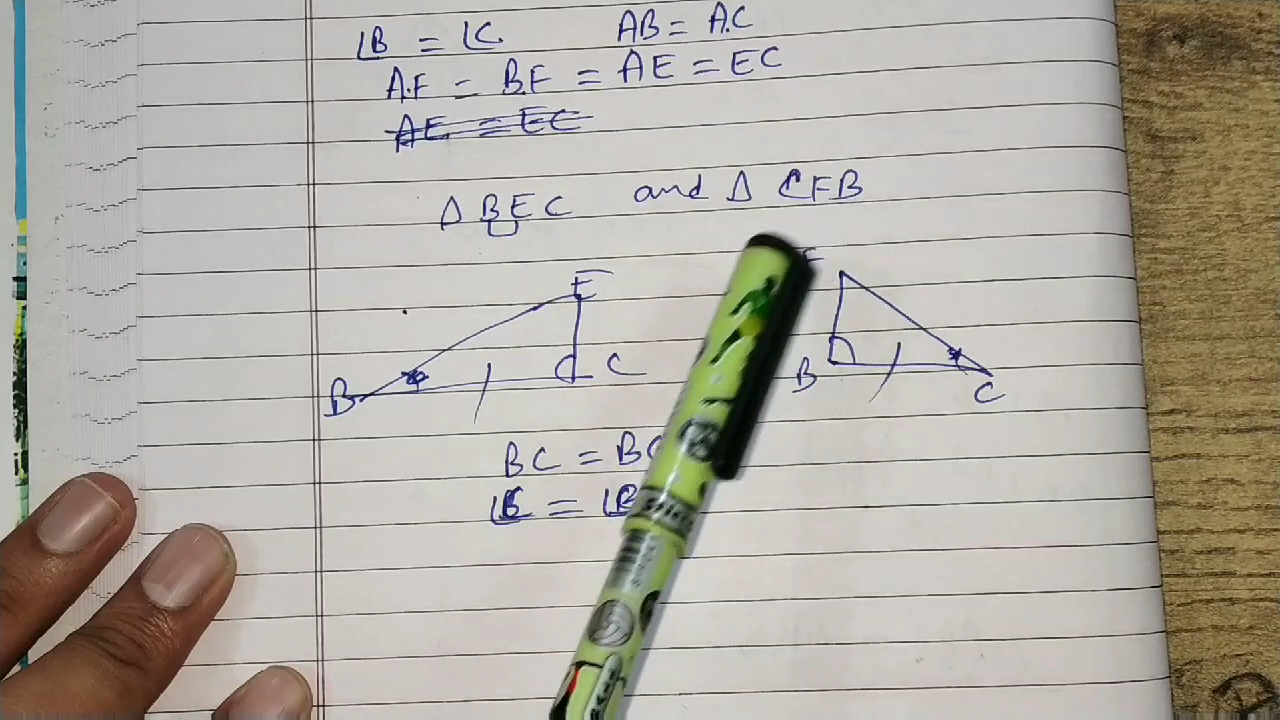 ∠B = ∠C AB = AC
AF = BF = AE = EC
AE = EC
Δ BEC and Δ CFB
E
B C
B C
BC = BC
∠C = ∠B